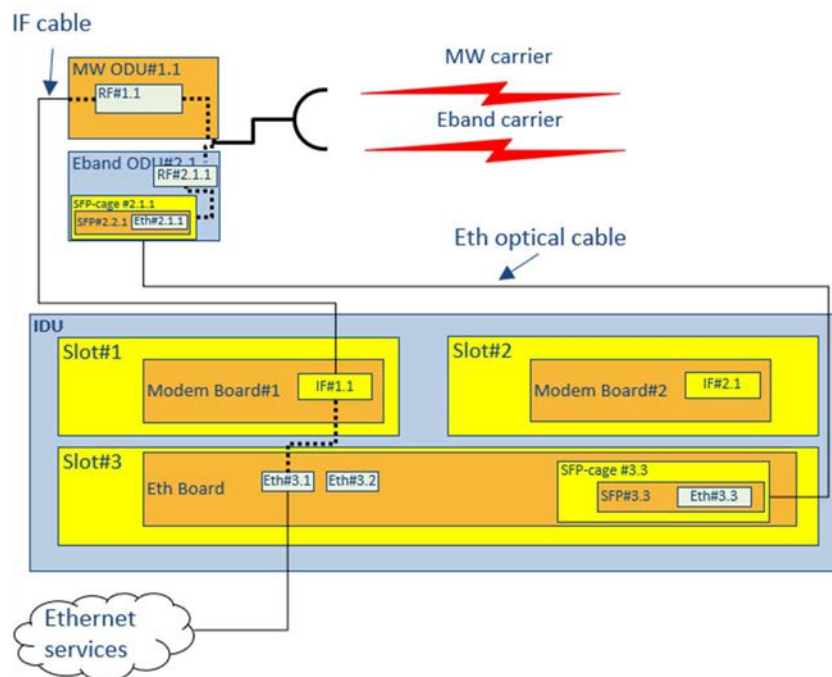 IF cable
MW ODU#1.1
RF#1.1
MW carrier
Eband carrier
Eband ODU#2.1
RF#2.1.1
SFP-cage #2.1.1
SFP#2.2.1
Eth#2.1.1
Eth optical cable
IDU
Slot#1
Modem Board#1
IF#1.1
Slot#2
Modem Board#2
IF#2.1
Slot#3
Eth Board
Eth#3.1
Eth#3.2
SFP-cage #3.3
SFP#3.3
Eth#3.3
Ethernet
services